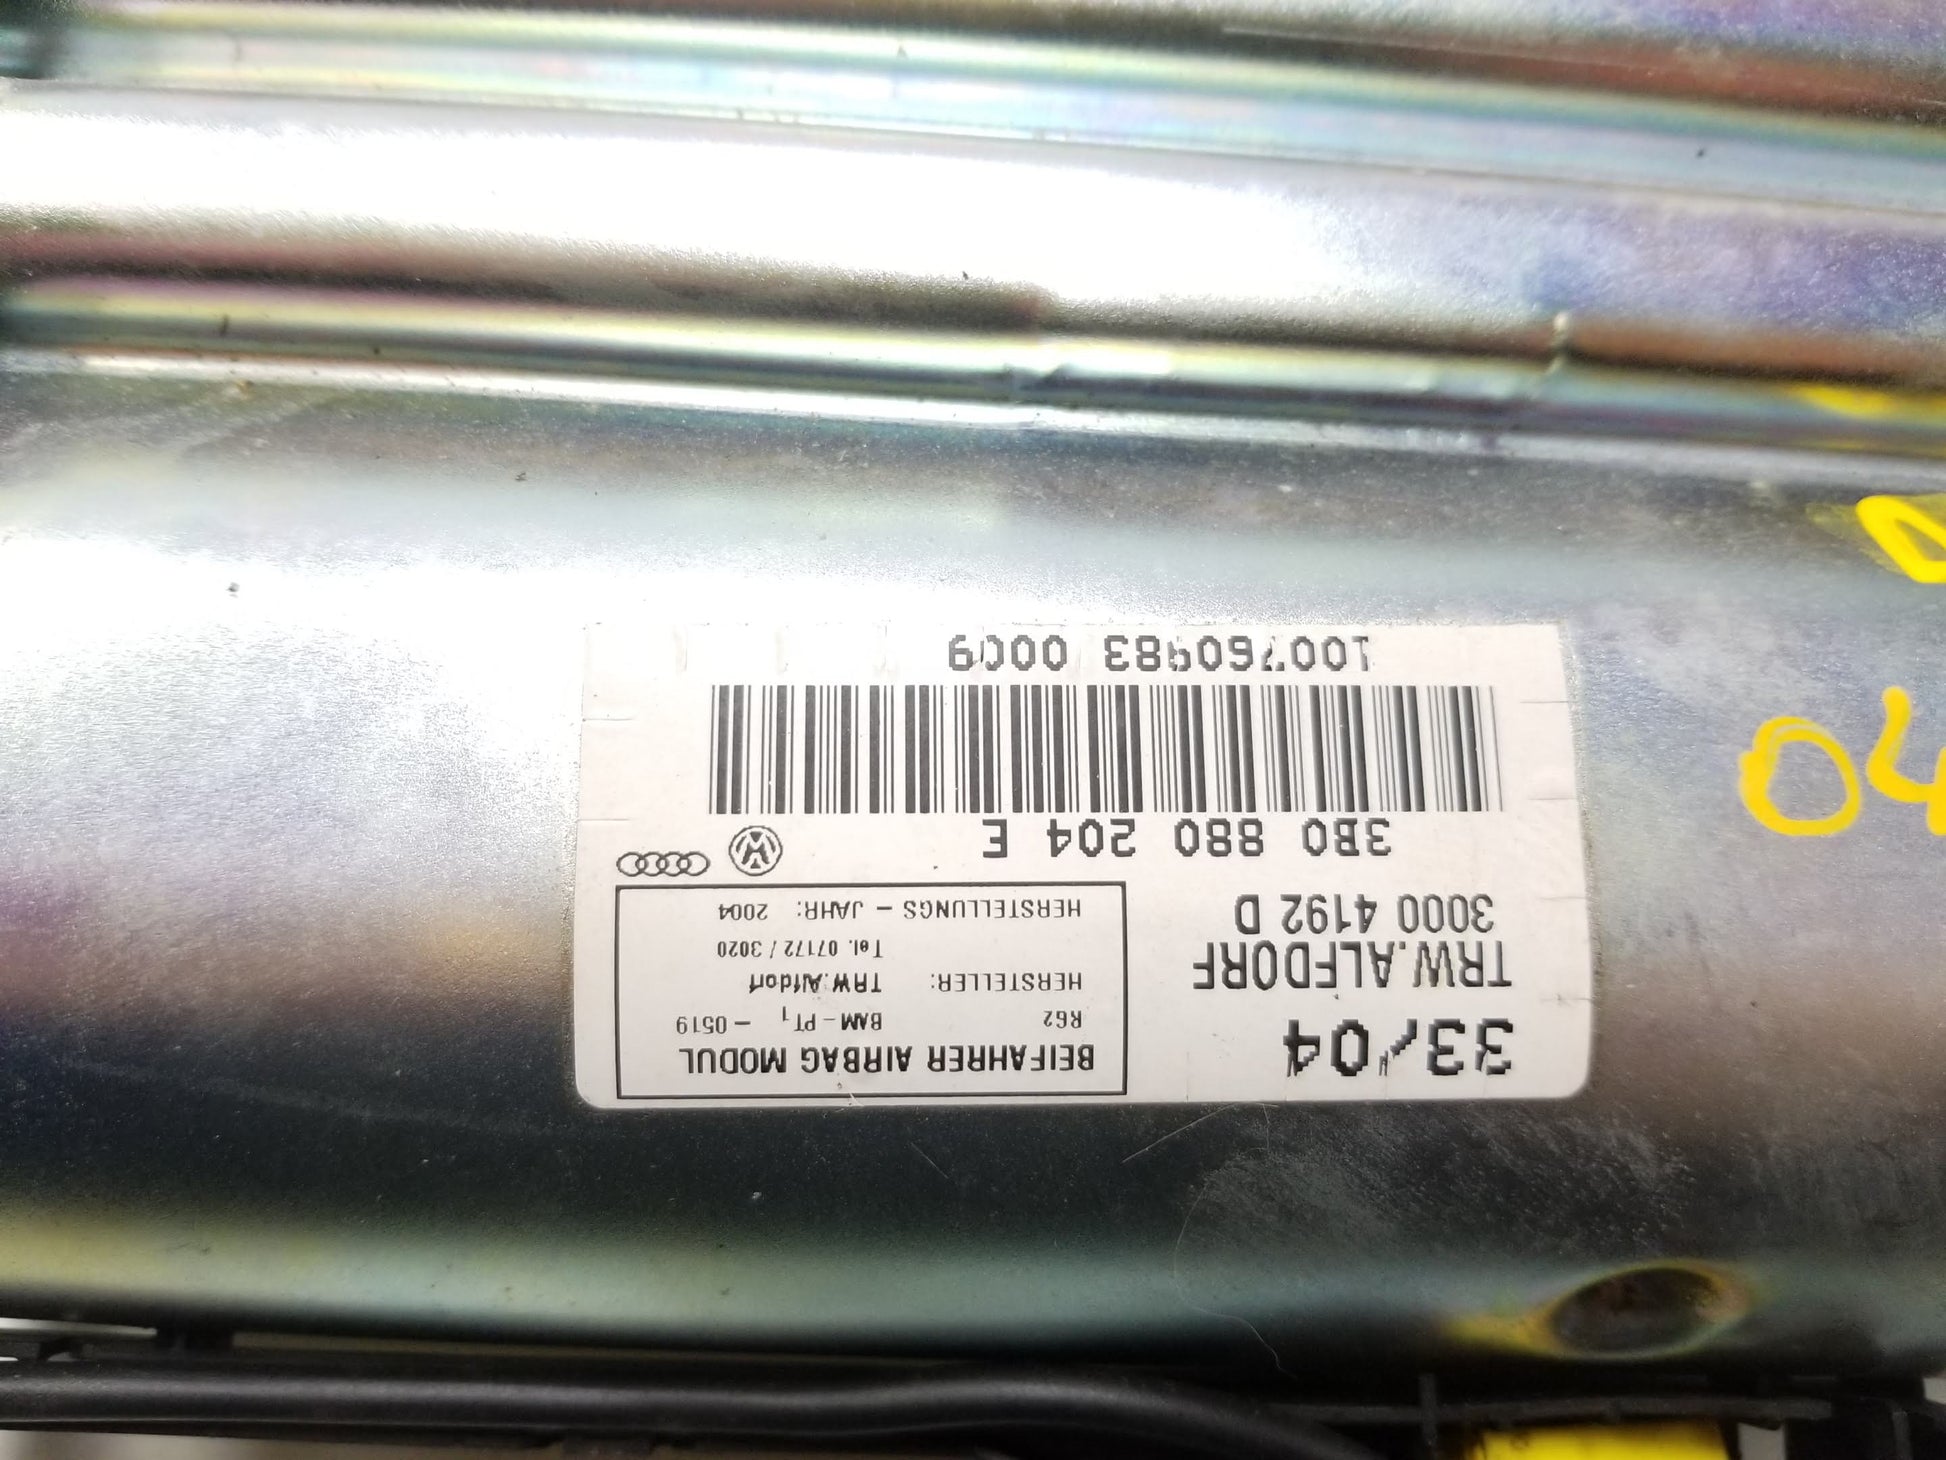 33/04
TRW.ALFDORF
3000 4192 D
BEIFAHRER AIRBAG MODUL
R62 BAM-PT1 - 0519
HERSTELLER: TRW.Alfdorf
Tel. 07172 / 3020
HERSTELLUNGS - JAHR: 2004
3B0 880 204 E
100760983 0009
04